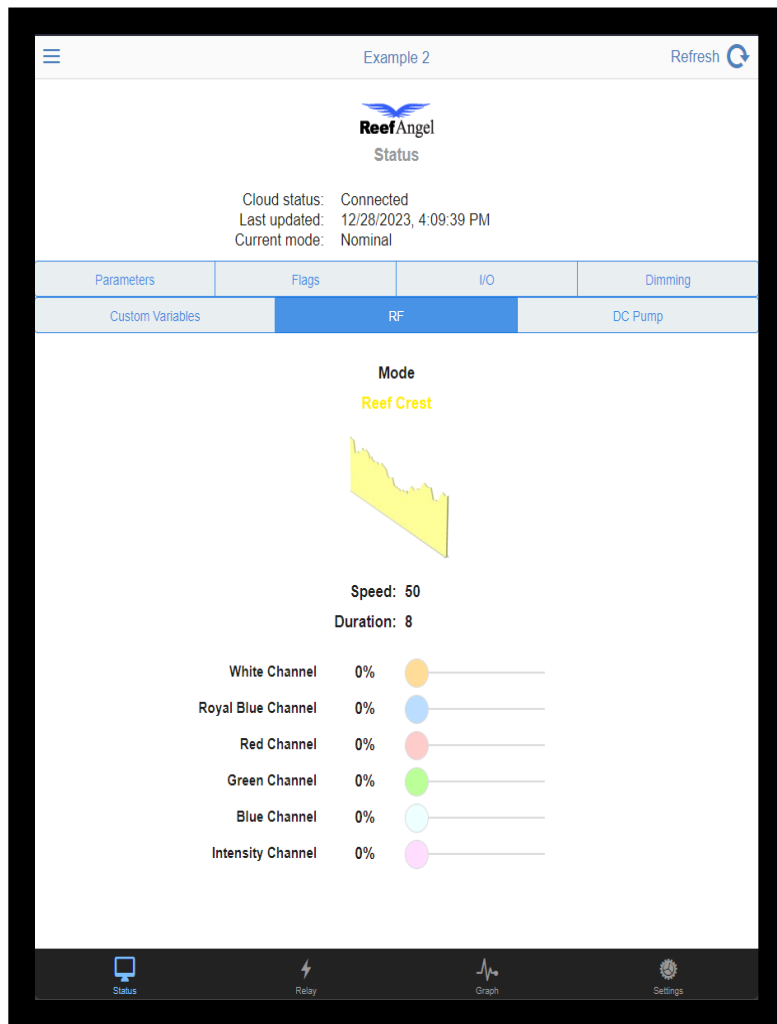 Example 2 Refresh
ReefAngel
Status
Cloud status: Connected
Last updated: 12/28/2023, 4:09:39 PM
Current mode: Nominal
Parameters Flags I/O Dimming
Custom Variables RF DC Pump
Mode
Reef Crest
Speed: 50
Duration: 8
White Channel 0%
Royal Blue Channel 0%
Red Channel 0%
Green Channel 0%
Blue Channel 0%
Intensity Channel 0%
Status Relay Graph Settings